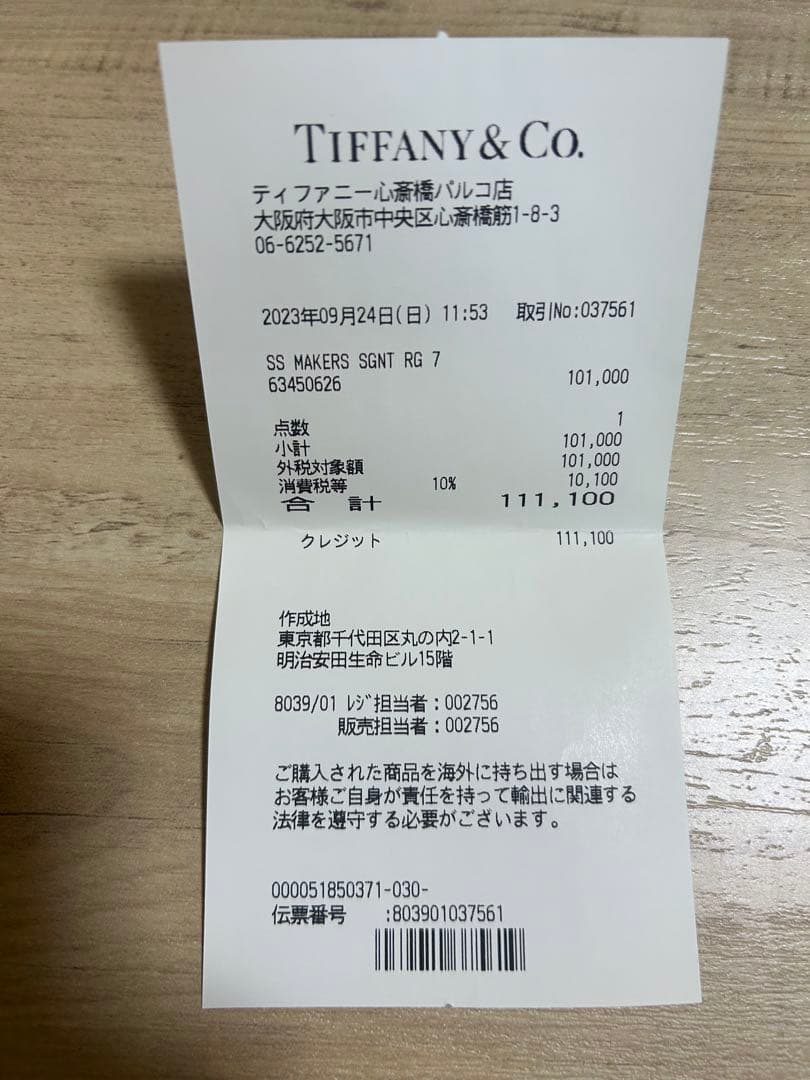 TIFFANY & CO.
ティファニー心斎橋パルコ店
大阪府大阪市中央区心斎橋筋1-8-3
06-6252-5671
2023年09月24日(日) 11:53 取引No:037561
SS MAKERS SGNT RG 7
63450626 101,000
点数 1
小計 101,000
外税対象額 101,000
消費税等 10% 10,100
合 計 111,100
クレジット 111,100
作成地
東京都千代田区丸の内2-1-1
明治安田生命ビル15階
8039/01 ﾚｼﾞ担当者:002756
販売担当者:002756
ご購入された商品を海外に持ち出す場合は
お客様ご自身が責任を持って輸出に関連する
法律を遵守する必要がございます。
000051850371-030-
伝票番号 :803901037561